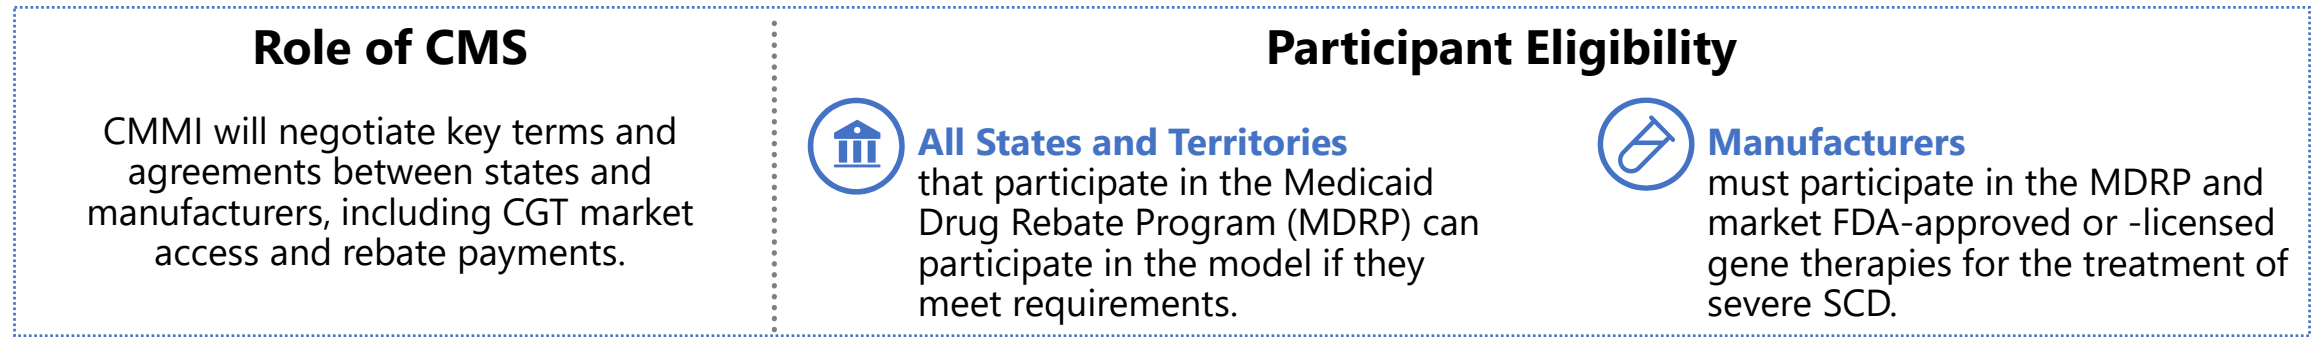 Role of CMS
CMMI will negotiate key terms and
agreements between states and
manufacturers, including CGT market
access and rebate payments.
Participant Eligibility
All States and Territories
that participate in the Medicaid
Drug Rebate Program (MDRP) can
participate in the model if they
meet requirements.
Manufacturers
must participate in the MDRP and
market FDA-approved or -licensed
gene therapies for the treatment of
severe SCD.